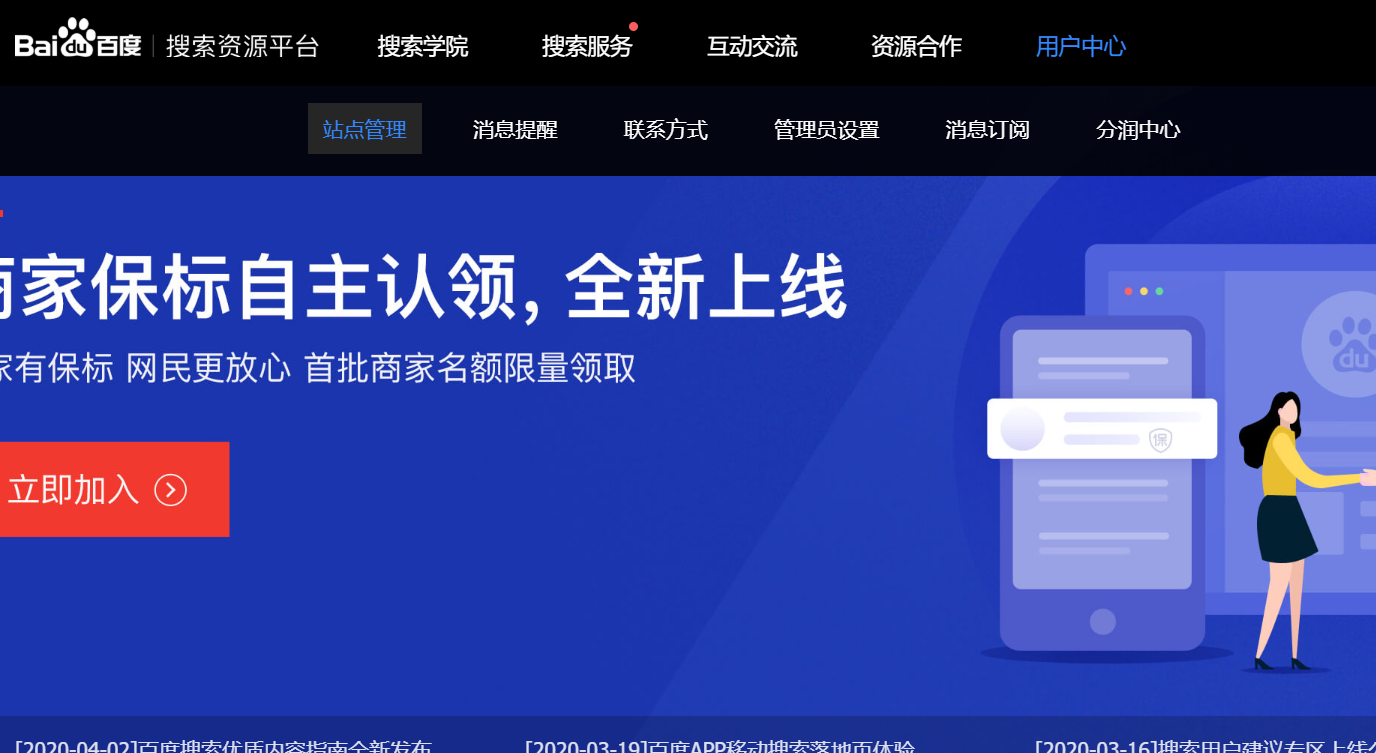 Bai du 百度 | 搜索资源平台 搜索学院 搜索服务 互动交流 资源合作 用户中心
站点管理 消息提醒 联系方式 管理员设置 消息订阅 分润中心
商家保标自主认领, 全新上线
家有保标 网民更放心 首批商家名额限量领取
du
保
立即加入
[2020-04-02]百度搜索优质内容指南全新发布 [2020-03-19]百度APP移动搜索落地页体验 [2020-03-16]搜索用户建议专区上线